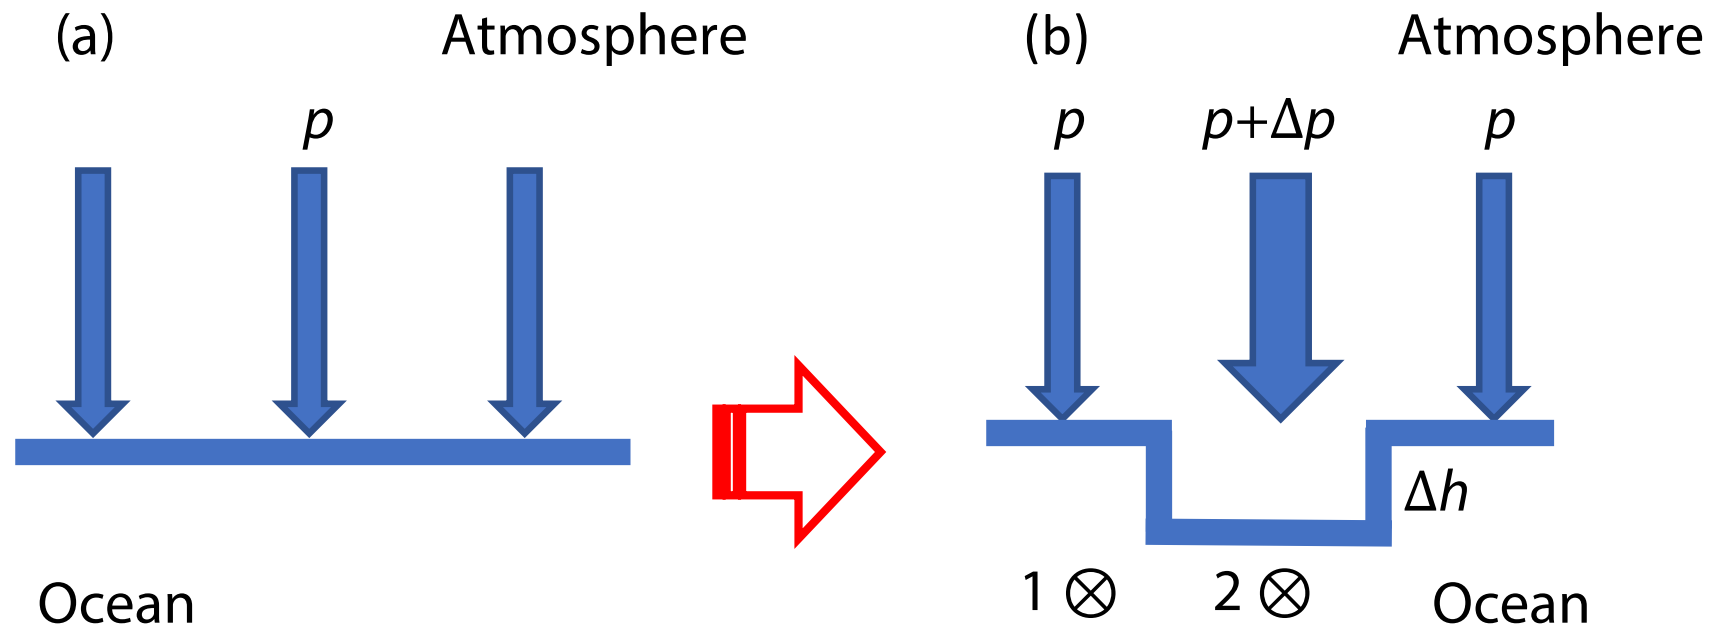 (a) Atmosphere
p
Ocean
(b) Atmosphere
p p+Δp p
Δh
1 ⊗ 2 ⊗ Ocean